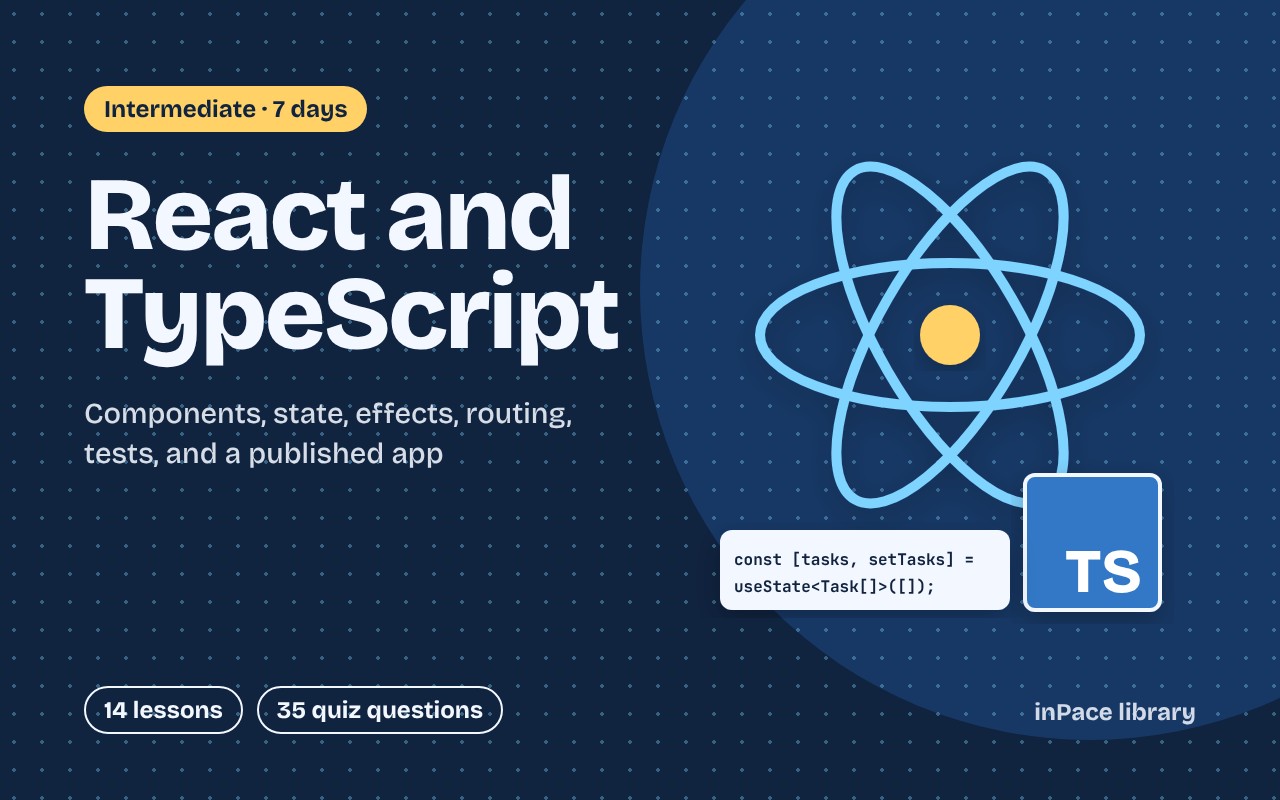 Intermediate · 7 days
React and
TypeScript
Components, state, effects, routing,
tests, and a published app
const [tasks, setTasks] =
useState<Task[]>([]);
TS
14 lessons
35 quiz questions
inPace library